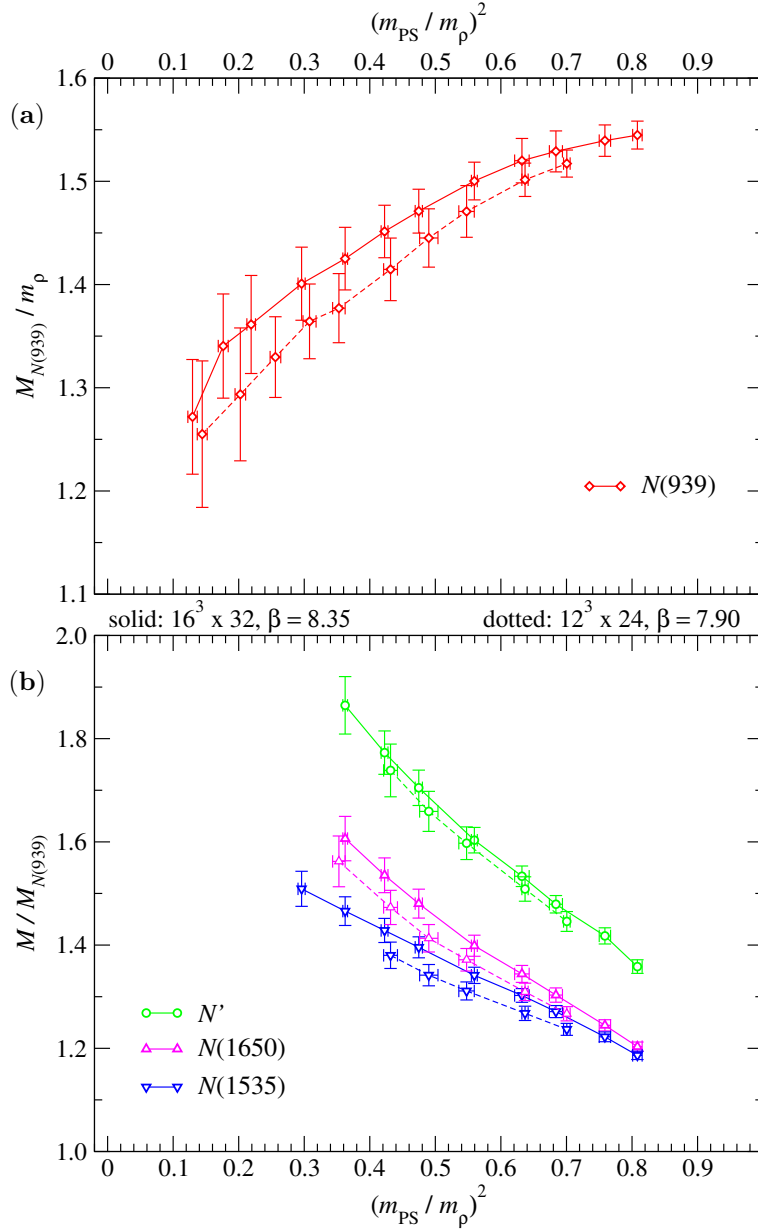 (m_PS / m_ρ)^2
0 0.1 0.2 0.3 0.4 0.5 0.6 0.7 0.8 0.9
(a)
1.6
1.5
1.4
1.3
1.2
1.1
M_N(939) / m_ρ
N(939)
solid: 16^3 x 32, β = 8.35 dotted: 12^3 x 24, β = 7.90
(b)
2.0
1.8
1.6
1.4
1.2
1.0
M / M_N(939)
N'
N(1650)
N(1535)
0 0.1 0.2 0.3 0.4 0.5 0.6 0.7 0.8 0.9
(m_PS / m_ρ)^2